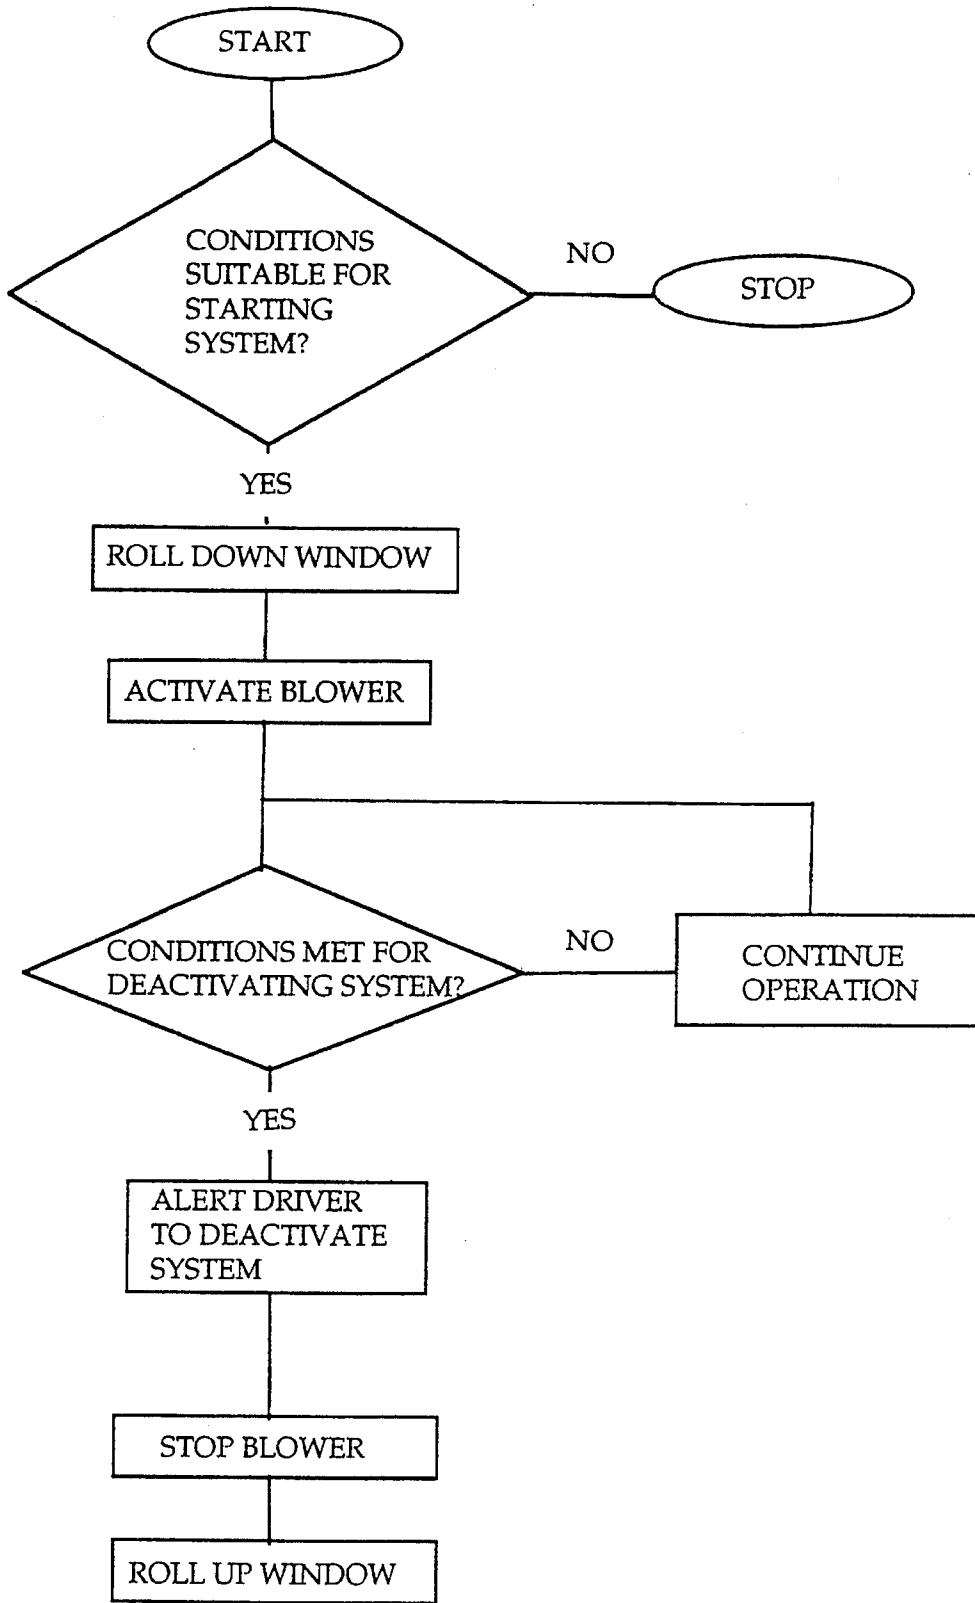 START
CONDITIONS
SUITABLE FOR
STARTING
SYSTEM?
NO
STOP
YES
ROLL DOWN WINDOW
ACTIVATE BLOWER
CONDITIONS MET FOR
DEACTIVATING SYSTEM?
NO
CONTINUE
OPERATION
YES
ALERT DRIVER
TO DEACTIVATE
SYSTEM
STOP BLOWER
ROLL UP WINDOW